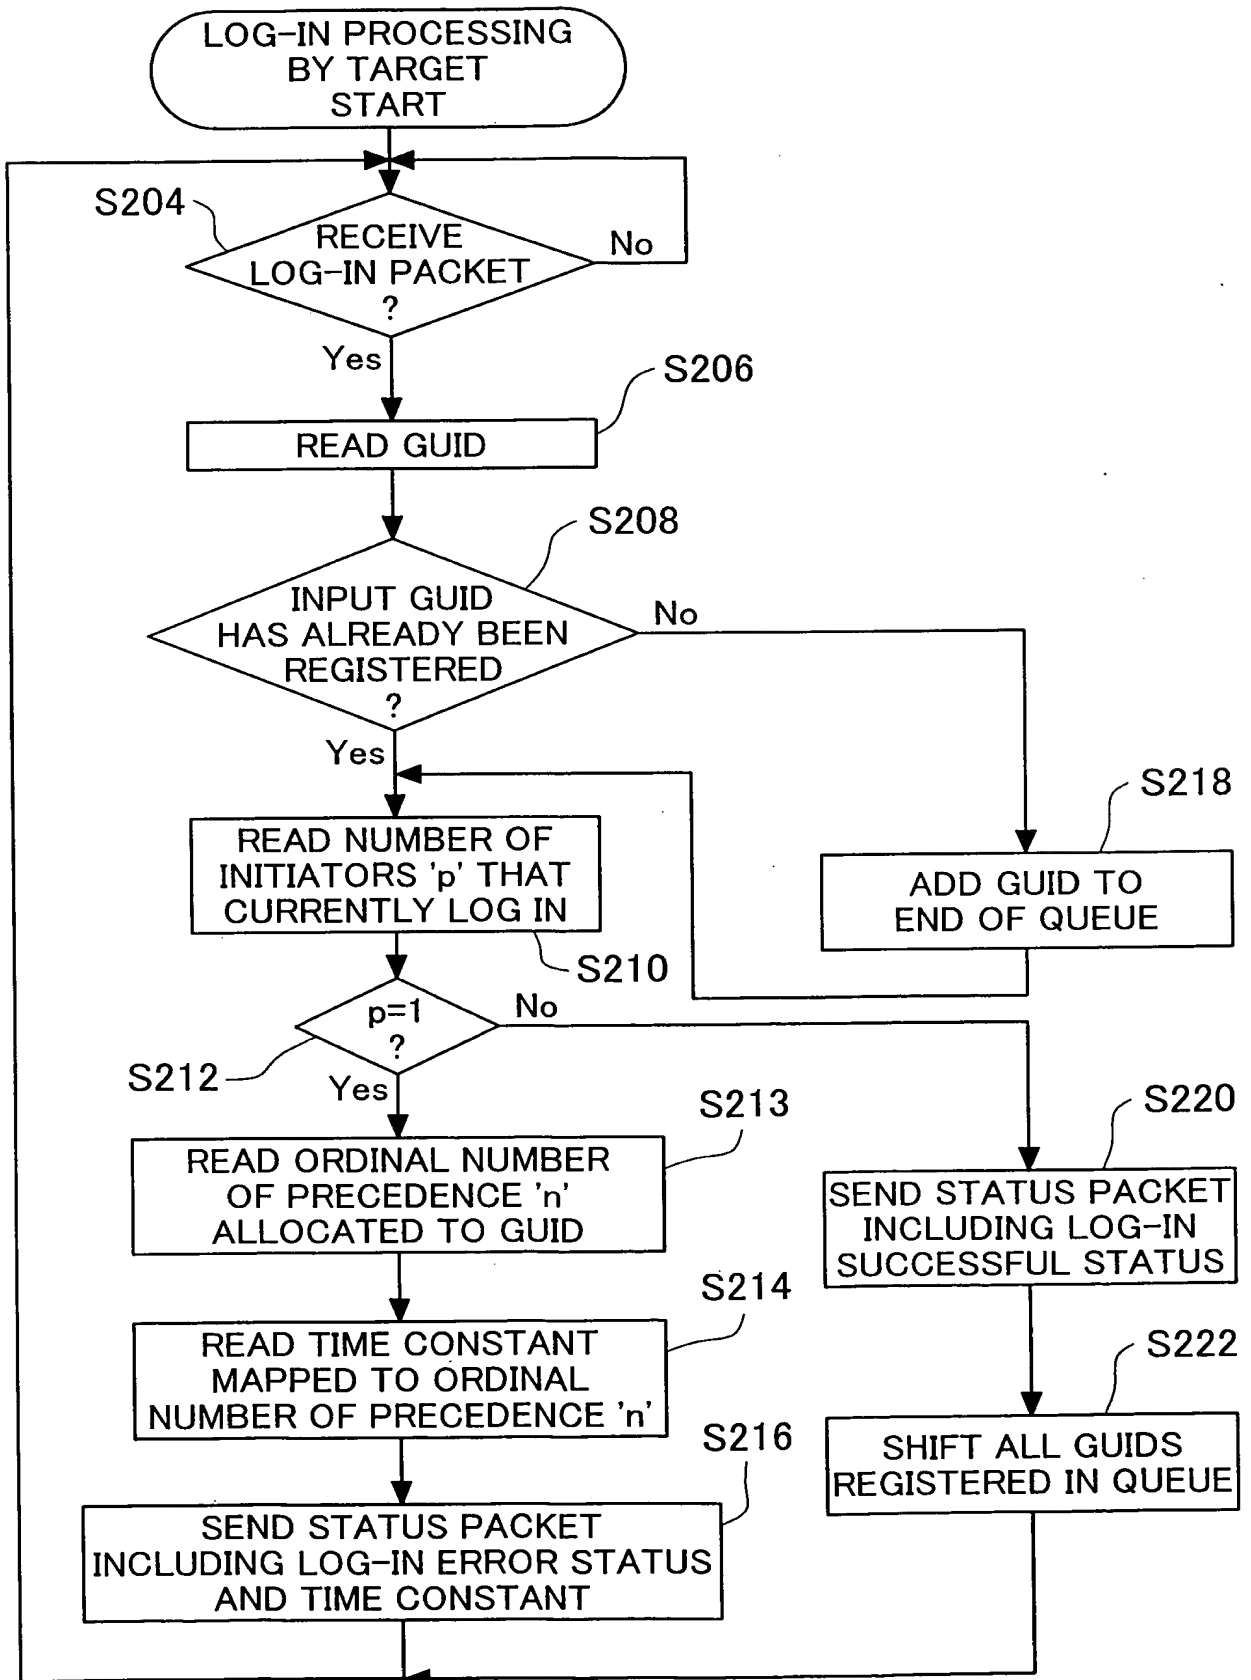 LOG-IN PROCESSING
BY TARGET
START
S204
RECEIVE
LOG-IN PACKET
?
No
Yes
S206
READ GUID
S208
INPUT GUID
HAS ALREADY BEEN
REGISTERED
?
No
Yes
S218
READ NUMBER OF
INITIATORS 'p' THAT
CURRENTLY LOG IN
ADD GUID TO
END OF QUEUE
S210
p=1
?
No
S212
Yes
S213
S220
READ ORDINAL NUMBER
OF PRECEDENCE 'n'
ALLOCATED TO GUID
SEND STATUS PACKET
INCLUDING LOG-IN
SUCCESSFUL STATUS
S214
READ TIME CONSTANT
MAPPED TO ORDINAL
NUMBER OF PRECEDENCE 'n'
S222
SHIFT ALL GUIDS
REGISTERED IN QUEUE
S216
SEND STATUS PACKET
INCLUDING LOG-IN ERROR STATUS
AND TIME CONSTANT